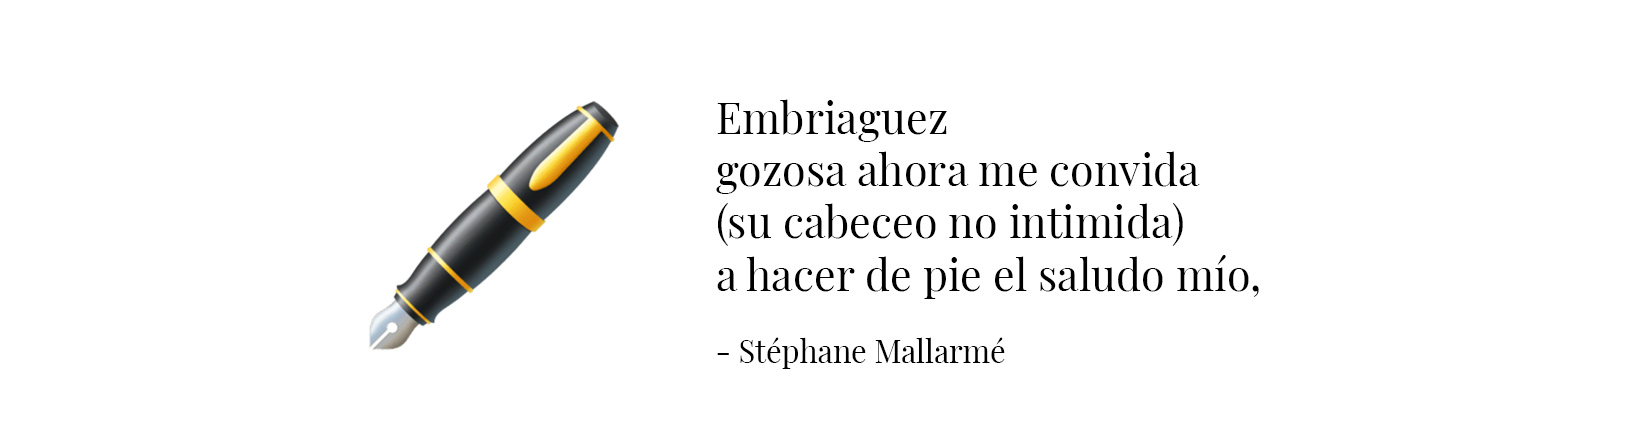 Embriaguez
gozosa ahora me convida
(su cabeceo no intimida)
a hacer de pie el saludo mío,
- Stéphane Mallarmé